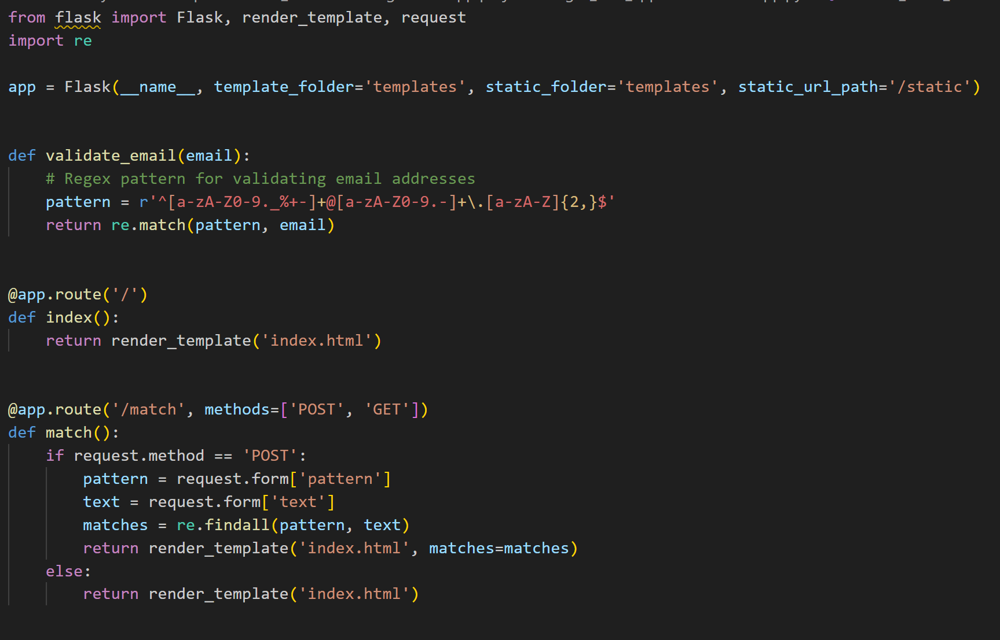 from flask import Flask, render_template, request
import re
app = Flask(__name__, template_folder='templates', static_folder='templates', static_url_path='/static')
def validate_email(email):
    # Regex pattern for validating email addresses
    pattern = r'^[a-zA-Z0-9._%+-]+@[a-zA-Z0-9.-]+\.[a-zA-Z]{2,}$'
    return re.match(pattern, email)
@app.route('/')
def index():
    return render_template('index.html')
@app.route('/match', methods=['POST', 'GET'])
def match():
    if request.method == 'POST':
        pattern = request.form['pattern']
        text = request.form['text']
        matches = re.findall(pattern, text)
        return render_template('index.html', matches=matches)
    else:
        return render_template('index.html')